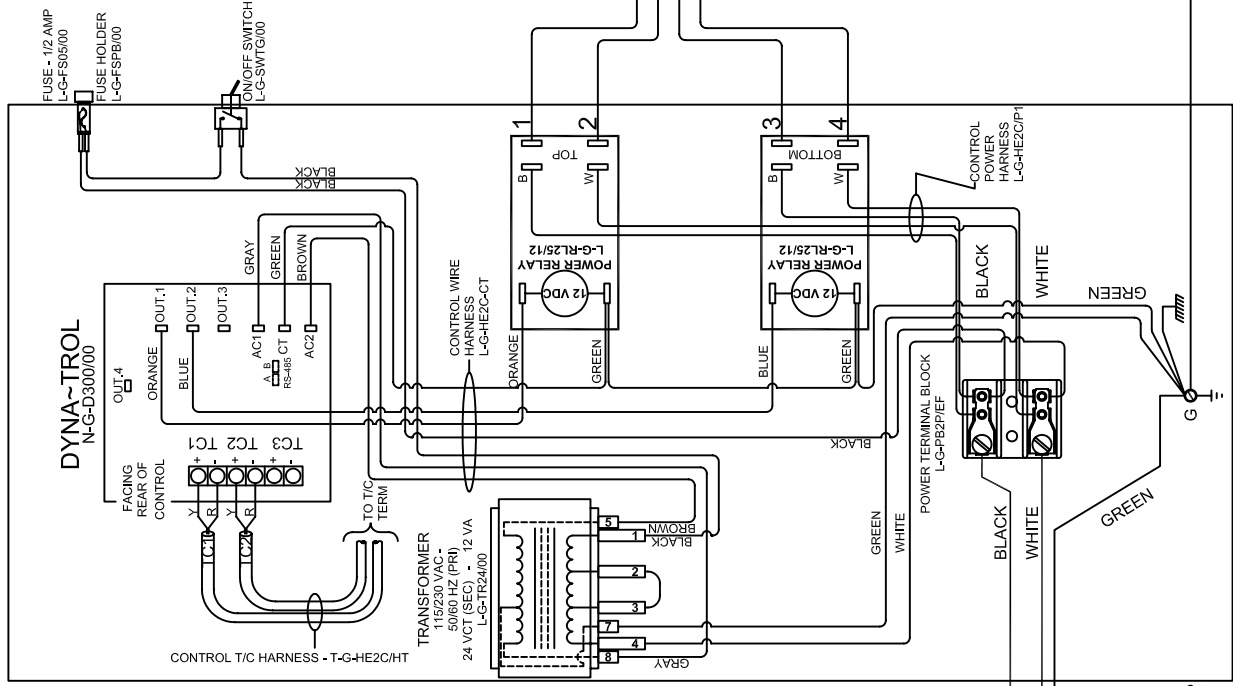 FUSE - 1/2 AMP
L-G-FS05/00
FUSE HOLDER
L-G-FSPB/00
ON/OFF SWITCH
L-G-SWTG/00
BLACK
BLACK
DYNA~TROL
N-G-D300/00
OUT.4
OUT.1
OUT.2
OUT.3
ORANGE
BLUE
GRAY
GREEN
BROWN
AC1
CT
AC2
A B
RS-485
TC1
TC2
TC3
+
-
+
-
+
-
FACING
REAR OF
CONTROL
Y
R
Y
R
C1
C2
TO T/C
TERM
CONTROL T/C HARNESS - T-G-HE2C/HT
CONTROL WIRE
HARNESS
L-G-HE2C-CT
1
2
TOP
B
W
POWER RELAY
L-G-RL25/12
12 VDC
ORANGE
GREEN
3
4
BOTTOM
B
W
POWER RELAY
L-G-RL25/12
12 VDC
BLUE
GREEN
CONTROL
POWER
HARNESS
L-G-HE2C/P1
BLACK
WHITE
GREEN
BLACK
POWER TERMINAL BLOCK
L-G-PB2P/EF
G
BLACK
WHITE
GREEN
TRANSFORMER
115/230 VAC -
50/60 HZ (PRI)
24 VCT (SEC) - 12 VA
L-G-TR24/00
5
1
2
3
7
4
8
BROWN
BLACK
GRAY
GREEN
WHITE